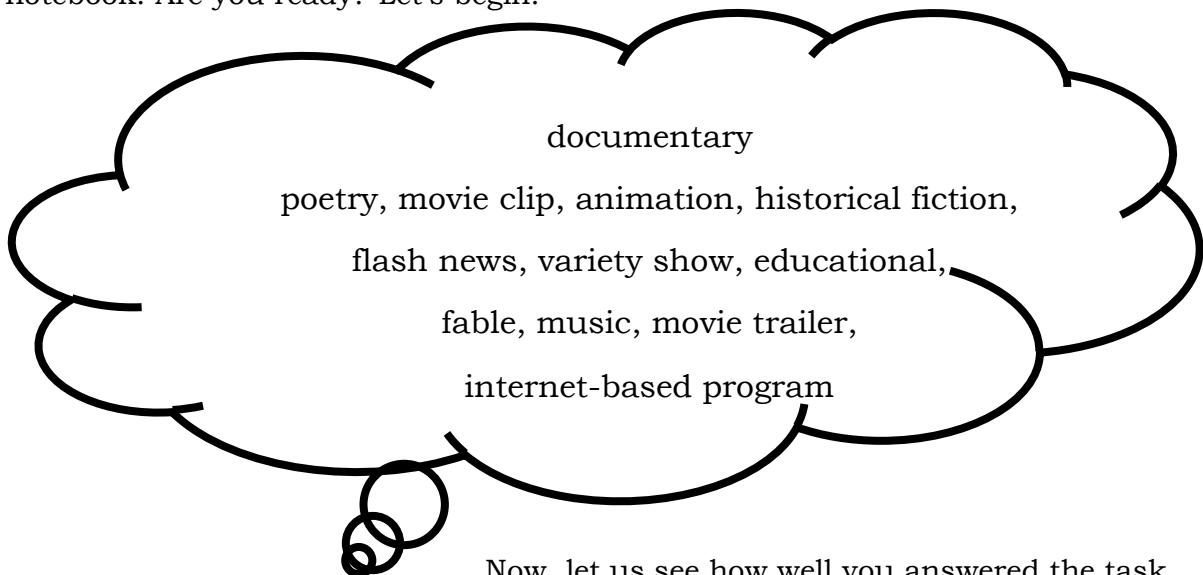 notebook. Are you ready? Let's begin.
documentary
poetry, movie clip, animation, historical fiction,
flash news, variety show, educational,
fable, music, movie trailer,
internet-based program
Now, let us see how well you answered the task.